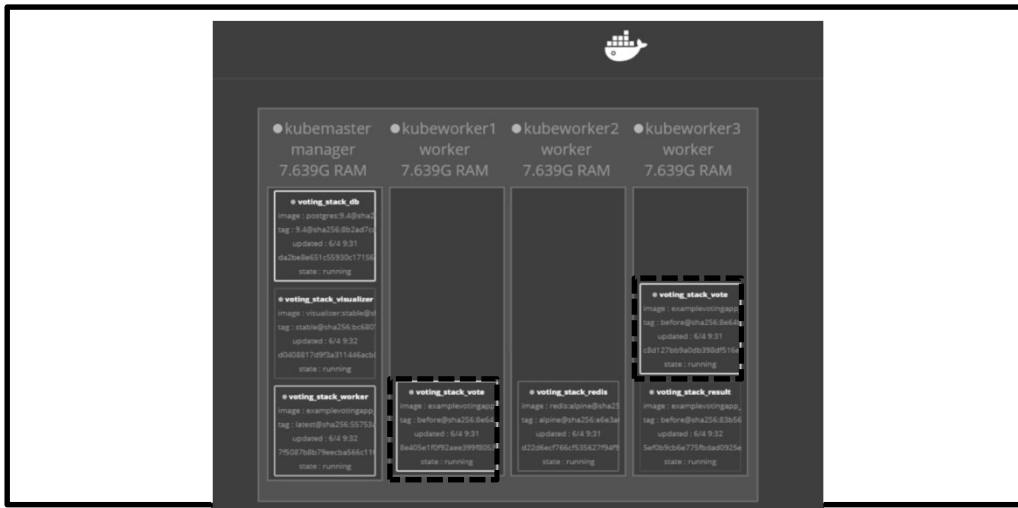 kubemaster
manager
7.639G RAM
kubeworker1
worker
7.639G RAM
kubeworker2
worker
7.639G RAM
kubeworker3
worker
7.639G RAM
voting_stack_db
image : postgres:9.4@sha2
tag : 9.4@sha256:8b2ad7c
updated : 6/4 9:31
da2be8e651c55930c17156
state : running
voting_stack_visualizer
image : visualizer:stable@s
tag : stable@sha256:bc680
updated : 6/4 9:32
d0408817d9f3a311446acb
state : running
voting_stack_worker
image : examplevotingapp_
tag : latest@sha256:55753
updated : 6/4 9:32
7f5087b8b79eecba566c11
state : running
voting_stack_vote
image : examplevotingapp
tag : before@sha256:8e64
updated : 6/4 9:31
8e405e1f0f92aee399f805
state : running
voting_stack_redis
image : redis:alpine@sha25
tag : alpine@sha256:e6e3a
updated : 6/4 9:31
d22d6ecf766cf535627f94f
state : running
voting_stack_vote
image : examplevotingapp
tag : before@sha256:8e64
updated : 6/4 9:31
c8d127bb9a0db398df516
state : running
voting_stack_result
image : examplevotingapp_
tag : before@sha256:83b56
updated : 6/4 9:32
5ef0b9cb6e775fbdad0925e
state : running